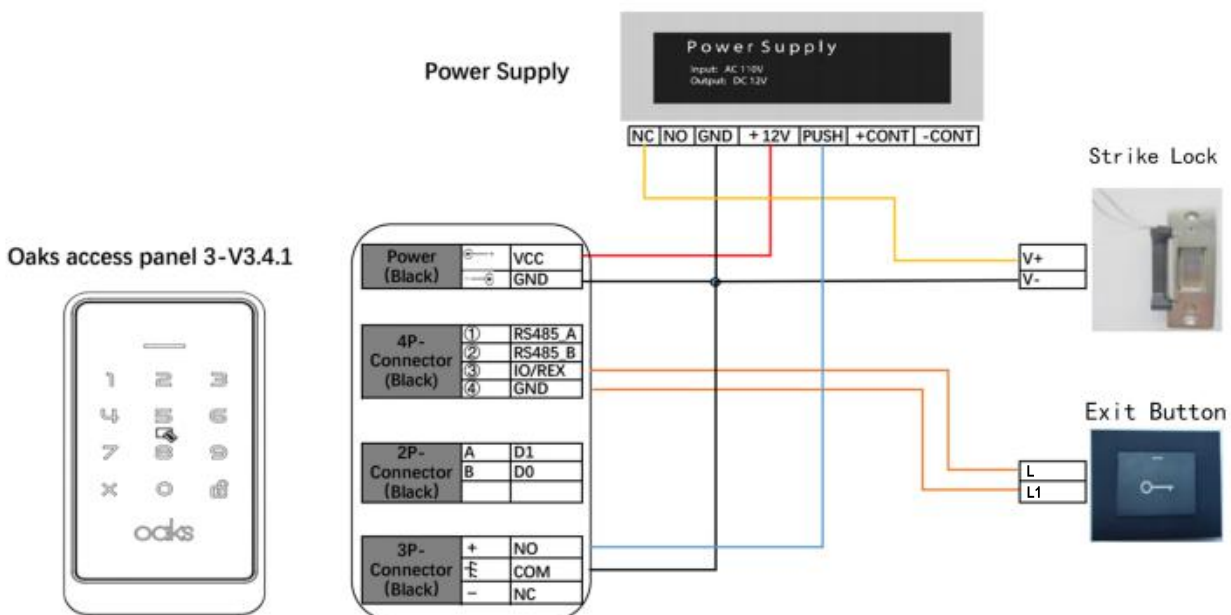 Power Supply
Power Supply
Input: AC 110V
Output: DC 12V
NC NO GND +12V PUSH +CONT -CONT
Strike Lock
V+
V-
Oaks access panel 3-V3.4.1
1 2 3
4 5 6
7 8 9
× 0
oaks
Power (Black)
VCC
GND
4P-Connector (Black)
① RS485_A
② RS485_B
③ IO/REX
④ GND
2P-Connector (Black)
A D1
B D0
3P-Connector (Black)
+ NO
COM
- NC
Exit Button
L
L1